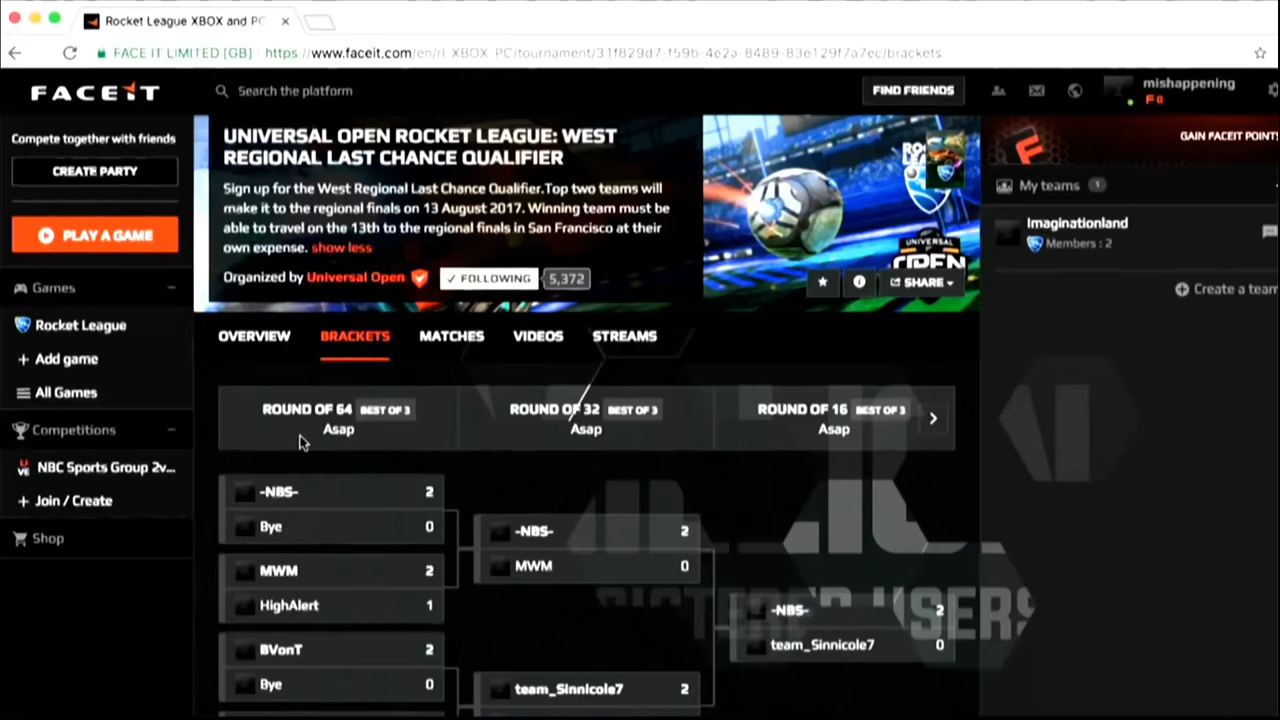 Rocket League XBOX and PC
FACE IT LIMITED [GB] https://www.faceit.com/en/rl_XBOX_PC/tournament/31f829d7-f59b-4e2a-8489-83e129f7a7ec/brackets
FACEIT
Search the platform
FIND FRIENDS
mishappening
F 0
Compete together with friends
CREATE PARTY
PLAY A GAME
Games
Rocket League
Add game
All Games
Competitions
NBC Sports Group 2v...
Join / Create
Shop
UNIVERSAL OPEN ROCKET LEAGUE: WEST
REGIONAL LAST CHANCE QUALIFIER
Sign up for the West Regional Last Chance Qualifier.Top two teams will
make it to the regional finals on 13 August 2017. Winning team must be
able to travel on the 13th to the regional finals in San Francisco at their
own expense. show less
Organized by Universal Open
FOLLOWING
5,372
UNIVERSAL
OPEN
SHARE
GAIN FACEIT POINTS
My teams 1
Imaginationland
Members : 2
Create a team
OVERVIEW BRACKETS MATCHES VIDEOS STREAMS
ROUND OF 64 BEST OF 3
Asap
ROUND OF 32 BEST OF 3
Asap
ROUND OF 16 BEST OF 3
Asap
-NBS- 2
Bye 0
MWM 2
HighAlert 1
BVonT 2
Bye 0
-NBS- 2
MWM 0
team_Sinnicole7 2
-NBS- 2
team_Sinnicole7 0